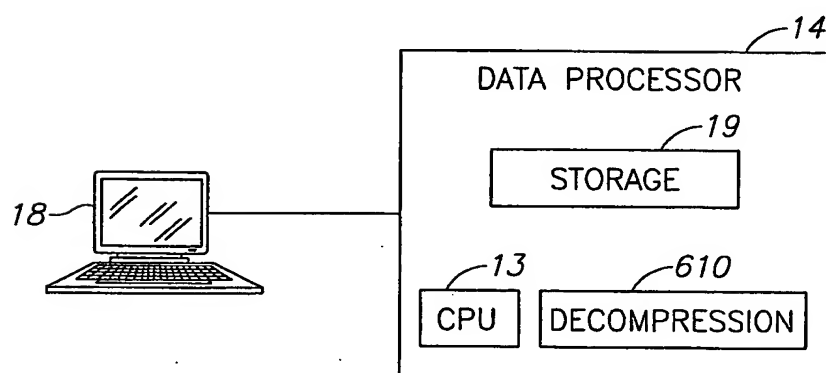 14
DATA PROCESSOR
19
STORAGE
18
13
610
CPU
DECOMPRESSION